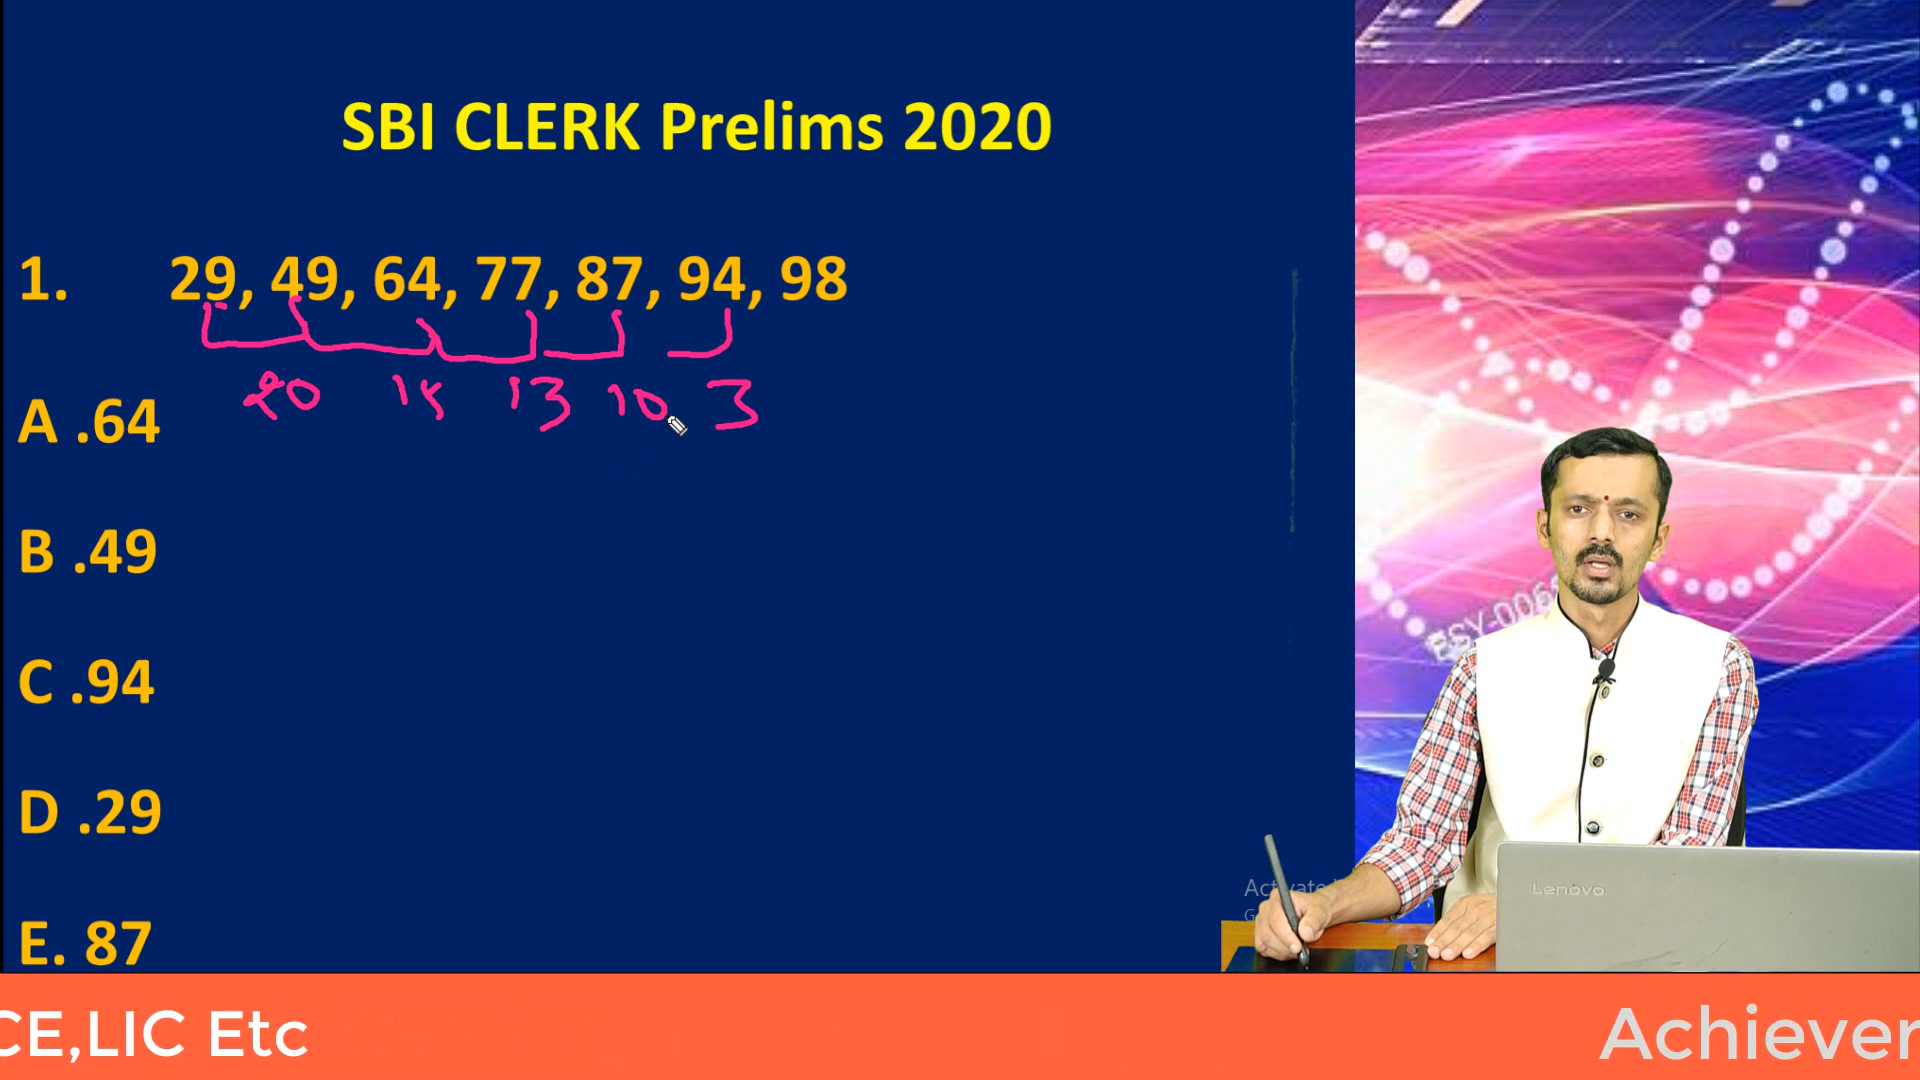 SBI CLERK Prelims 2020
1. 29, 49, 64, 77, 87, 94, 98
20 15 13 10 3
A .64
B .49
C .94
D .29
E. 87
Lenovo
CE,LIC Etc
Achiever